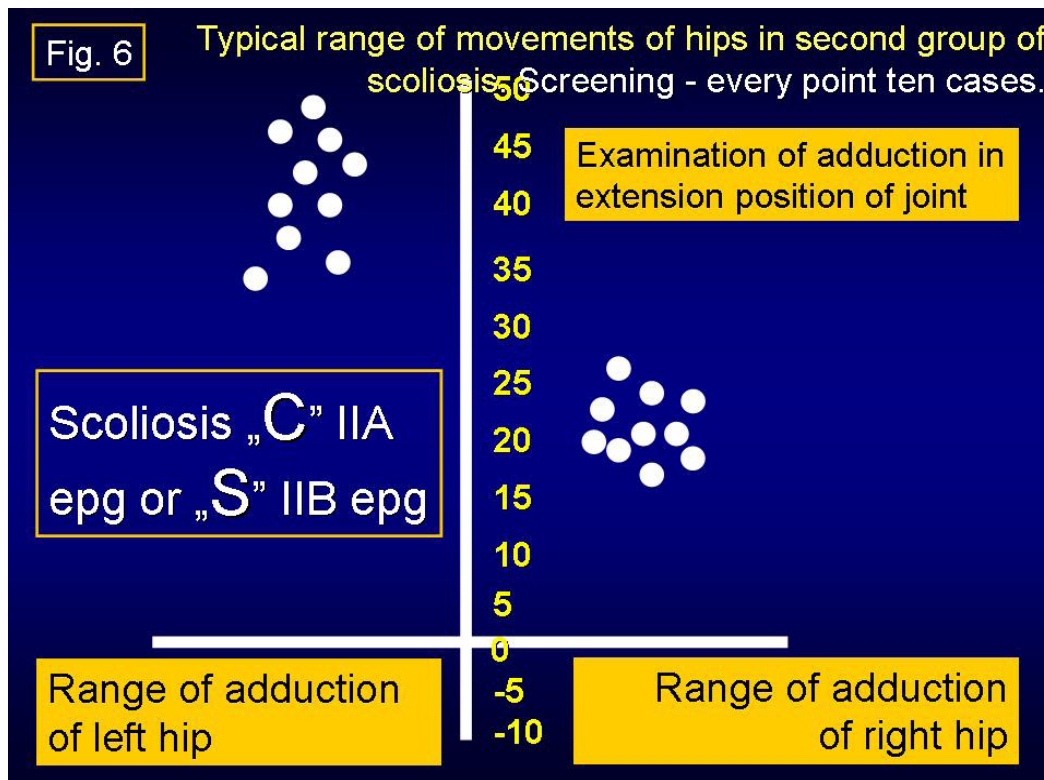 Fig. 6
Typical range of movements of hips in second group of
scoliosis. Screening - every point ten cases.
50
45
40
35
30
25
20
15
10
5
0
-5
-10
Examination of adduction in
extension position of joint
Scoliosis „C” IIA
epg or „S” IIB epg
Range of adduction
of left hip
Range of adduction
of right hip